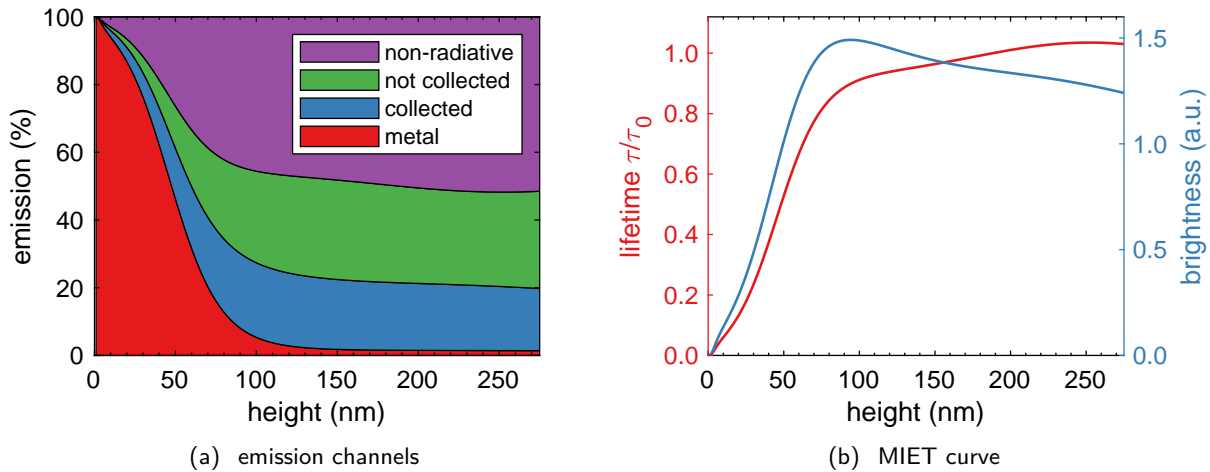 100
80
60
40
20
0
emission (%)
non-radiative
not collected
collected
metal
0 50 100 150 200 250
height (nm)
(a) emission channels
1.0
0.8
0.6
0.4
0.2
0.0
lifetime τ/τ0
1.5
1.0
0.5
0.0
brightness (a.u.)
0 50 100 150 200 250
height (nm)
(b) MIET curve